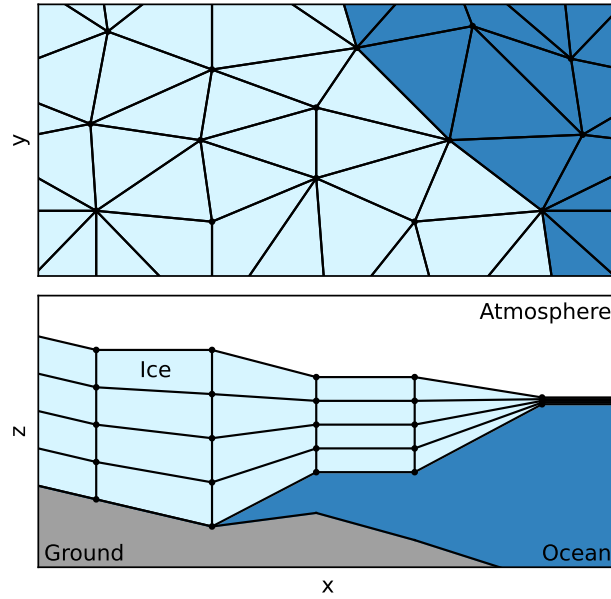 y
Atmosphere
Ice
z
Ground
Ocean
x